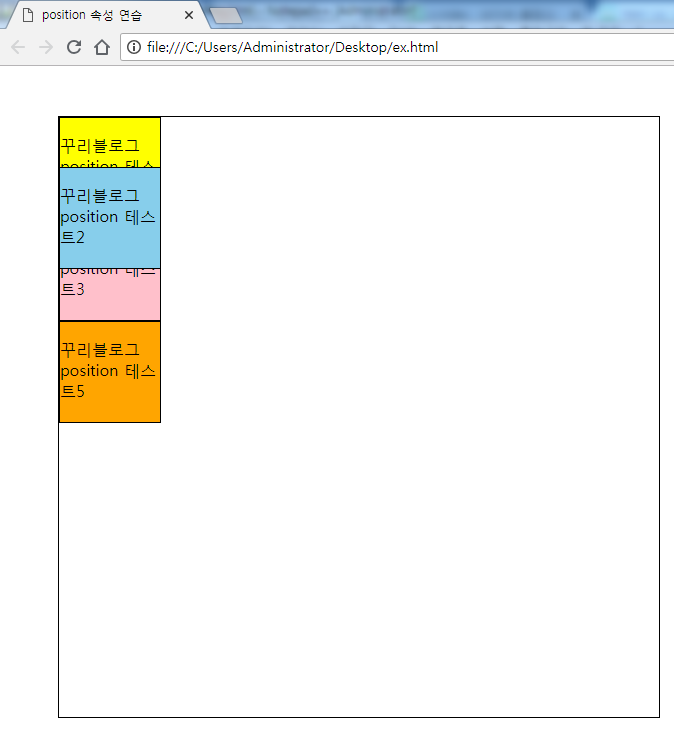 position 속성 연습
file:///C:/Users/Administrator/Desktop/ex.html
꾸리블로그
position 테스
꾸리블로그
position 테스
트2
position 테스
트3
꾸리블로그
position 테스
트5